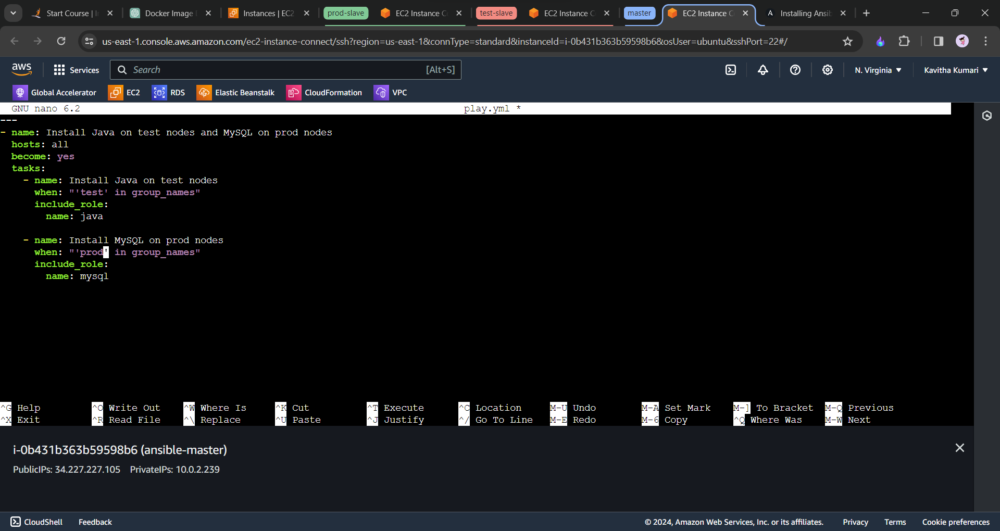 Start Course | I
Docker Image
Instances | EC2
prod-slave
EC2 Instance C
test-slave
EC2 Instance C
master
EC2 Instance C
Installing Ansib
us-east-1.console.aws.amazon.com/ec2-instance-connect/ssh?region=us-east-1&connType=standard&instanceId=i-0b431b363b59598b6&osUser=ubuntu&sshPort=22#/
aws
Services
Search
[Alt+S]
N. Virginia
Kavitha Kumari
Global Accelerator
EC2
RDS
Elastic Beanstalk
CloudFormation
VPC
GNU nano 6.2 play.yml *
---
- name: Install Java on test nodes and MySQL on prod nodes
hosts: all
become: yes
tasks:
- name: Install Java on test nodes
when: "'test' in group_names"
include_role:
name: java
- name: Install MySQL on prod nodes
when: "'prod' in group_names"
include_role:
name: mysql
^G Help ^O Write Out ^W Where Is ^K Cut ^T Execute ^C Location M-U Undo M-A Set Mark M-] To Bracket M-Q Previous
^X Exit ^R Read File ^\ Replace ^U Paste ^J Justify ^/ Go To Line M-E Redo M-6 Copy ^Q Where Was M-W Next
i-0b431b363b59598b6 (ansible-master)
PublicIPs: 34.227.227.105 PrivateIPs: 10.0.2.239
CloudShell
Feedback
© 2024, Amazon Web Services, Inc. or its affiliates.
Privacy
Terms
Cookie preferences